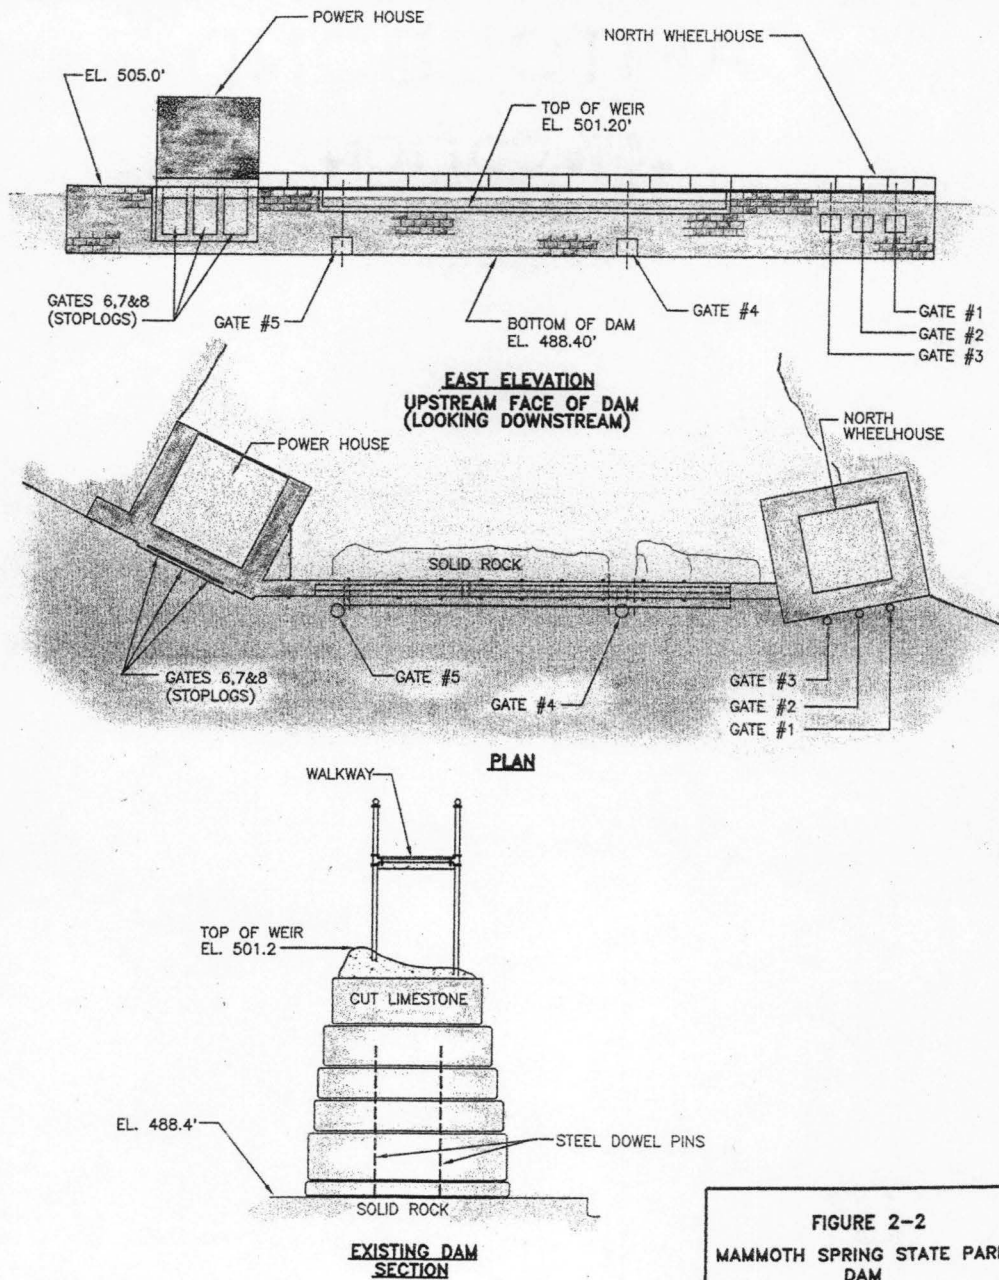 POWER HOUSE
NORTH WHEELHOUSE
EL. 505.0'
TOP OF WEIR
EL. 501.20'
GATES 6,7&8
(STOPLOGS)
GATE #5
BOTTOM OF DAM
EL. 488.40'
GATE #4
GATE #1
GATE #2
GATE #3
EAST ELEVATION
UPSTREAM FACE OF DAM
(LOOKING DOWNSTREAM)
POWER HOUSE
NORTH
WHEELHOUSE
SOLID ROCK
GATES 6,7&8
(STOPLOGS)
GATE #5
GATE #4
GATE #3
GATE #2
GATE #1
PLAN
WALKWAY
TOP OF WEIR
EL. 501.2
CUT LIMESTONE
EL. 488.4'
STEEL DOWEL PINS
SOLID ROCK
EXISTING DAM
SECTION
FIGURE 2-2
MAMMOTH SPRING STATE PARK
DAM